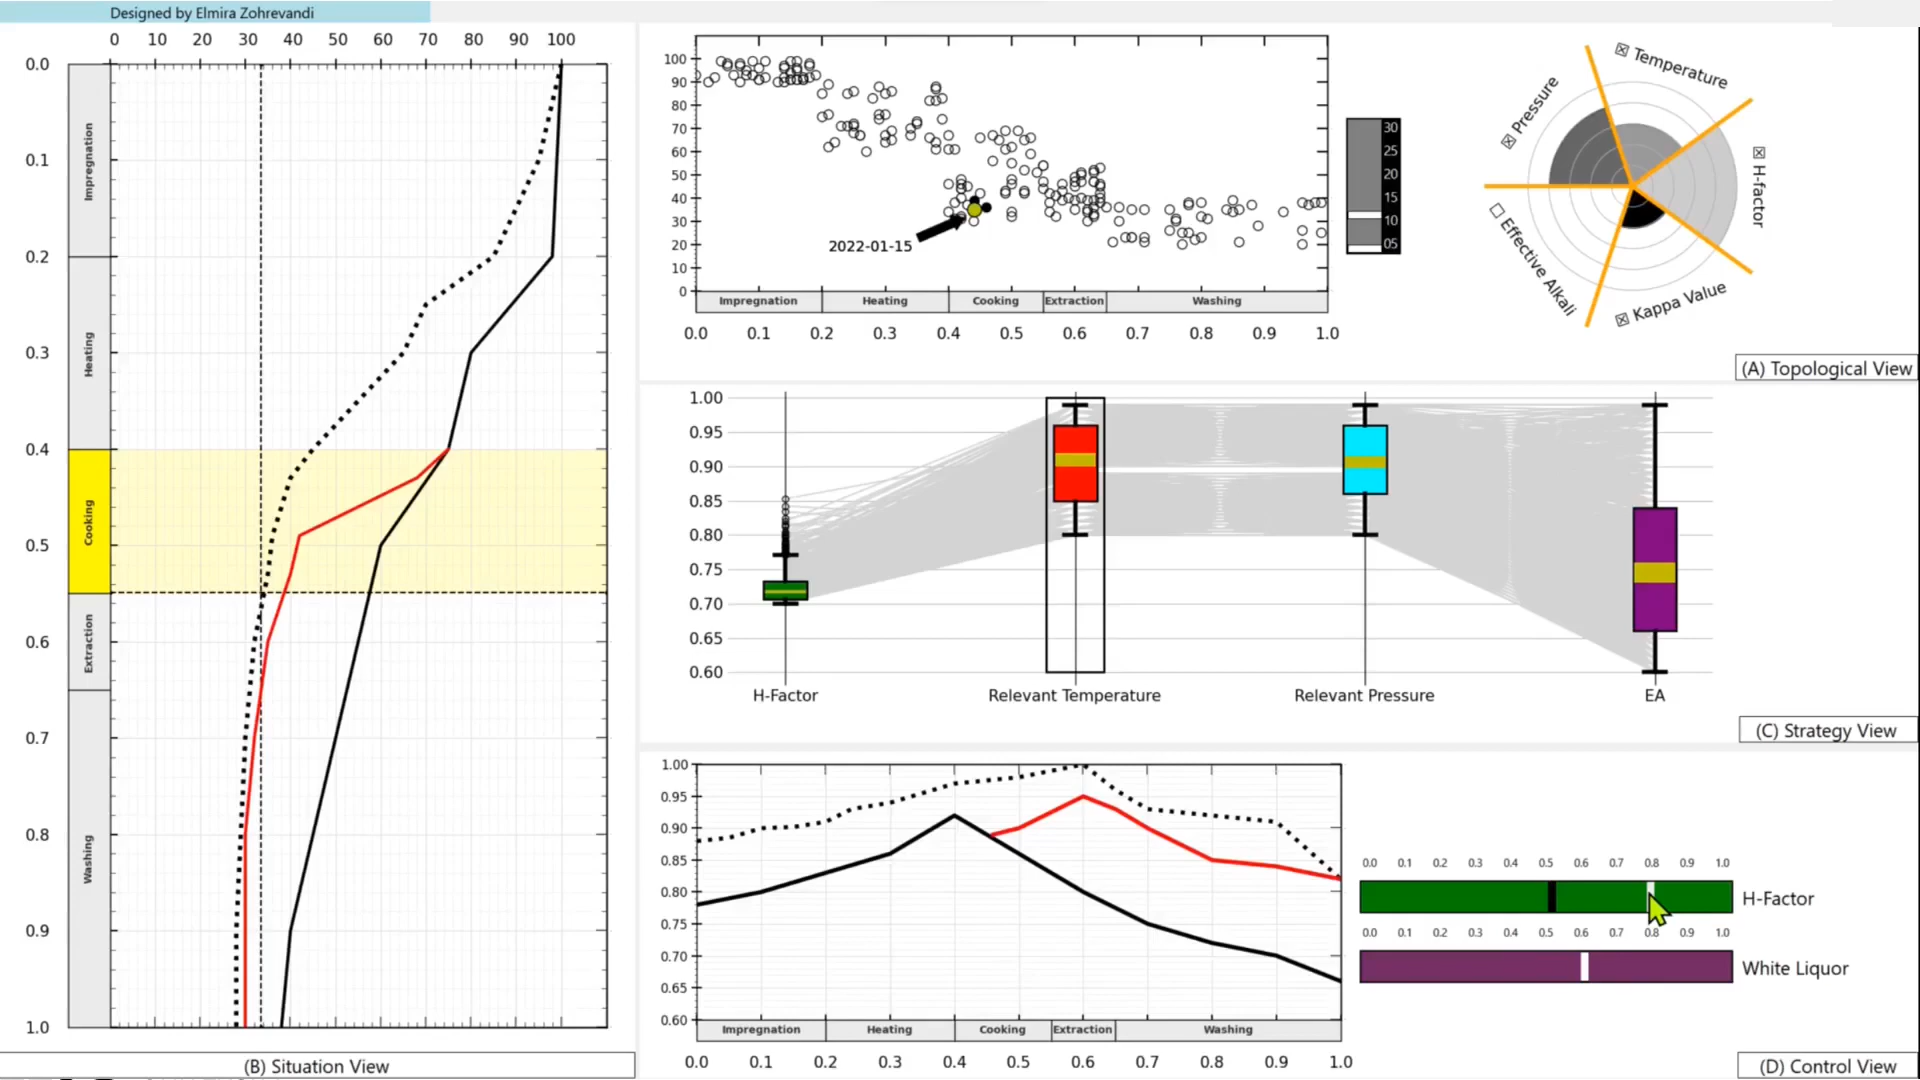 Designed by Elmira Zohrevandi
0 10 20 30 40 50 60 70 80 90 100
0.0
0.1
0.2
0.3
0.4
0.5
0.6
0.7
0.8
0.9
1.0
Impregnation
Heating
Cooking
Extraction
Washing
(B) Situation View
100
90
80
70
60
50
40
30
20
10
0
2022-01-15
Impregnation Heating Cooking Extraction Washing
0.0 0.1 0.2 0.3 0.4 0.5 0.6 0.7 0.8 0.9 1.0
30
25
20
15
10
05
Temperature
Pressure
H-factor
Effective Alkali
Kappa Value
(A) Topological View
1.00
0.95
0.90
0.85
0.80
0.75
0.70
0.65
0.60
H-Factor Relevant Temperature Relevant Pressure EA
(C) Strategy View
1.00
0.95
0.90
0.85
0.80
0.75
0.70
0.65
0.60
Impregnation Heating Cooking Extraction Washing
0.0 0.1 0.2 0.3 0.4 0.5 0.6 0.7 0.8 0.9 1.0
0.0 0.1 0.2 0.3 0.4 0.5 0.6 0.7 0.8 0.9 1.0
H-Factor
0.0 0.1 0.2 0.3 0.4 0.5 0.6 0.7 0.8 0.9 1.0
White Liquor
(D) Control View